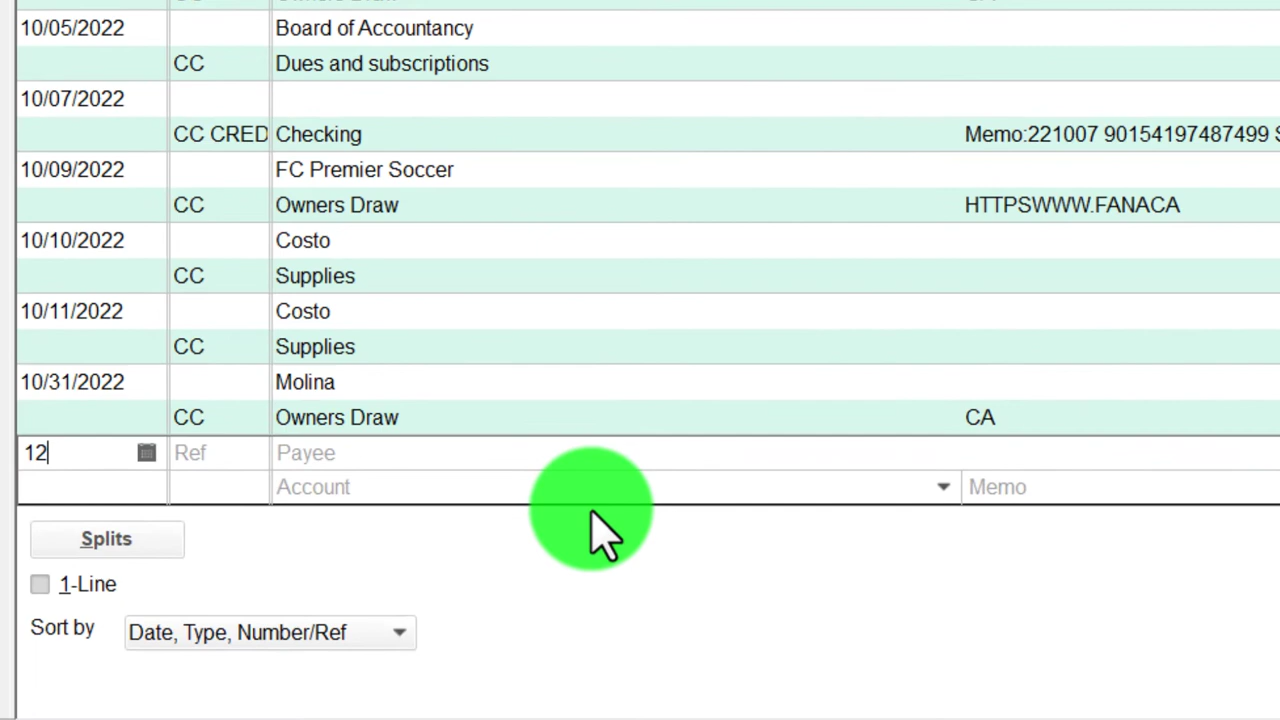 10/05/2022 Board of Accountancy
CC Dues and subscriptions
10/07/2022
CC CRED Checking Memo:221007 90154197487499
10/09/2022 FC Premier Soccer
CC Owners Draw HTTPSWWW.FANACA
10/10/2022 Costo
CC Supplies
10/11/2022 Costo
CC Supplies
10/31/2022 Molina
CC Owners Draw CA
12 Ref Payee
Account Memo
Splits
1-Line
Sort by Date, Type, Number/Ref